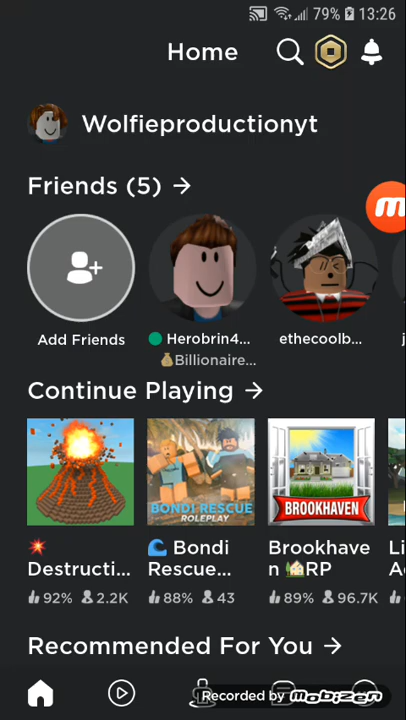 79% 13:26
Home
Wolfieproductionyt
Friends (5) →
Add Friends
Herobrin4...
ethecoolb...
💰Billionaire...
Continue Playing →
BONDI RESCUE
ROLEPLAY
BROOKHAVEN
💥
Destructi...
🌊 Bondi
Rescue...
Brookhave
n 🏡RP
Li
A
92% 2.2K
88% 43
89% 96.7K
Recommended For You →
Recorded by mobizen